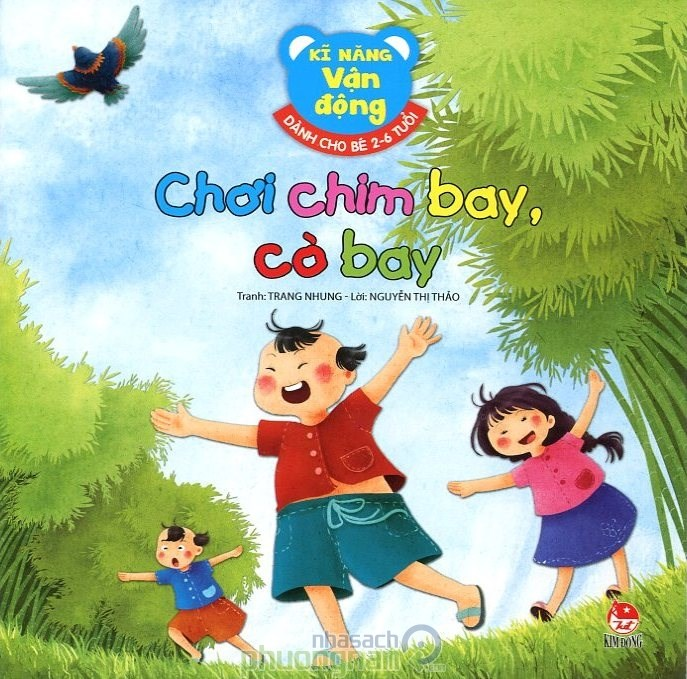 KĨ NĂNG
Vận
động
DÀNH CHO BÉ 2-6 TUỔI
Chơi chim bay,
cò bay
Tranh: TRANG NHUNG - Lời: NGUYỄN THỊ THẢO
KIM ĐỒNG
nhasach
phuongnam